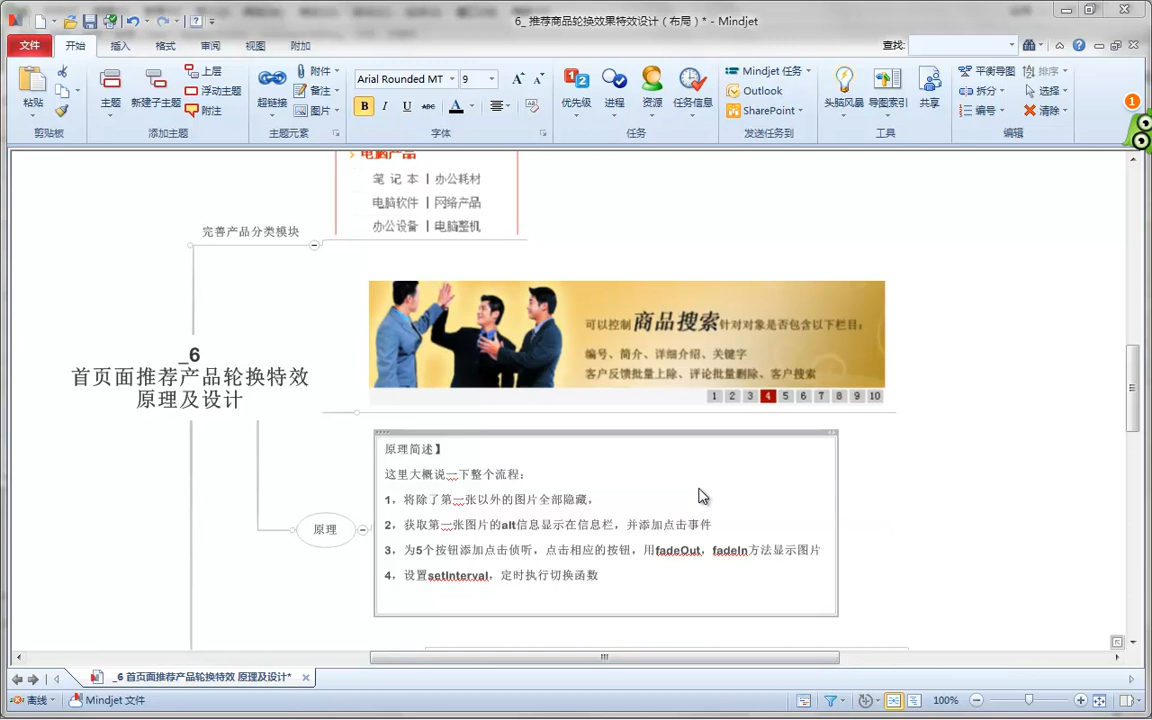 6_ 推荐商品轮换效果特效设计（布局）* - Mindjet
文件 开始 插入 格式 审阅 视图 附加 查找:
粘贴 主题 新建子主题 上层 浮动主题 附注 超链接 附件 备注 图片
Arial Rounded MT 9
B I U abc A
优先级 进程 资源 任务信息 Mindjet 任务 Outlook SharePoint 头脑风暴 导图索引 共享 平衡导图 排序 拆分 选择 编号 清除
剪贴板 添加主题 主题元素 字体 任务 发送任务到 工具 编辑
1
电脑产品
笔 记 本 | 办公耗材
电脑软件 | 网络产品
办公设备 | 电脑整机
完善产品分类模块
可以控制 商品搜索 针对对象是否包含以下栏目：
编号、简介、详细介绍、关键字
客户反馈批量上除、评论批量删除、客户搜索
1 2 3 4 5 6 7 8 9 10
_6
首页面推荐产品轮换特效
原理及设计
原理
原理简述】
这里大概说一下整个流程：
1，将除了第一张以外的图片全部隐藏，
2，获取第一张图片的alt信息显示在信息栏，并添加点击事件
3，为5个按钮添加点击侦听，点击相应的按钮，用fadeOut，fadeIn方法显示图片
4，设置setInterval，定时执行切换函数
_6 首页面推荐产品轮换特效 原理及设计*
离线 Mindjet 文件 100%